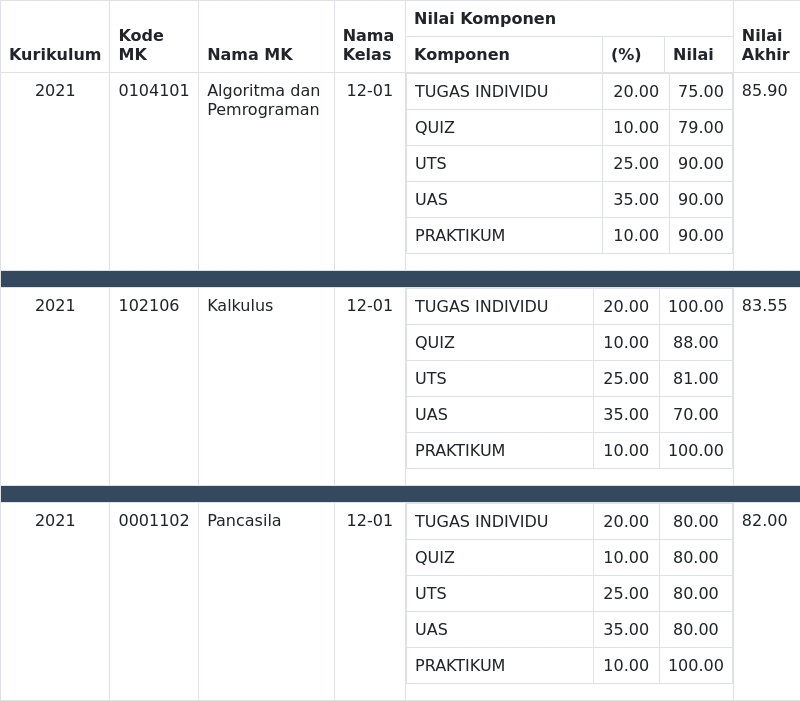 Kurikulum Kode MK Nama MK Nama Kelas Nilai Komponen Nilai Akhir
Komponen (%) Nilai
2021 0104101 Algoritma dan Pemrograman 12-01 TUGAS INDIVIDU 20.00 75.00 85.90
QUIZ 10.00 79.00
UTS 25.00 90.00
UAS 35.00 90.00
PRAKTIKUM 10.00 90.00
2021 102106 Kalkulus 12-01 TUGAS INDIVIDU 20.00 100.00 83.55
QUIZ 10.00 88.00
UTS 25.00 81.00
UAS 35.00 70.00
PRAKTIKUM 10.00 100.00
2021 0001102 Pancasila 12-01 TUGAS INDIVIDU 20.00 80.00 82.00
QUIZ 10.00 80.00
UTS 25.00 80.00
UAS 35.00 80.00
PRAKTIKUM 10.00 100.00